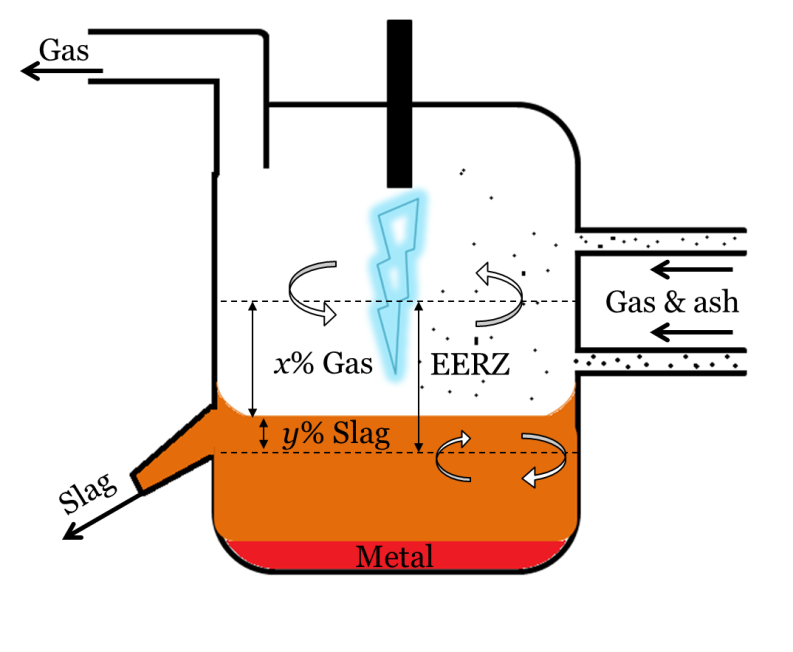 Gas
Gas & ash
x% Gas
EERZ
y% Slag
Slag
Metal